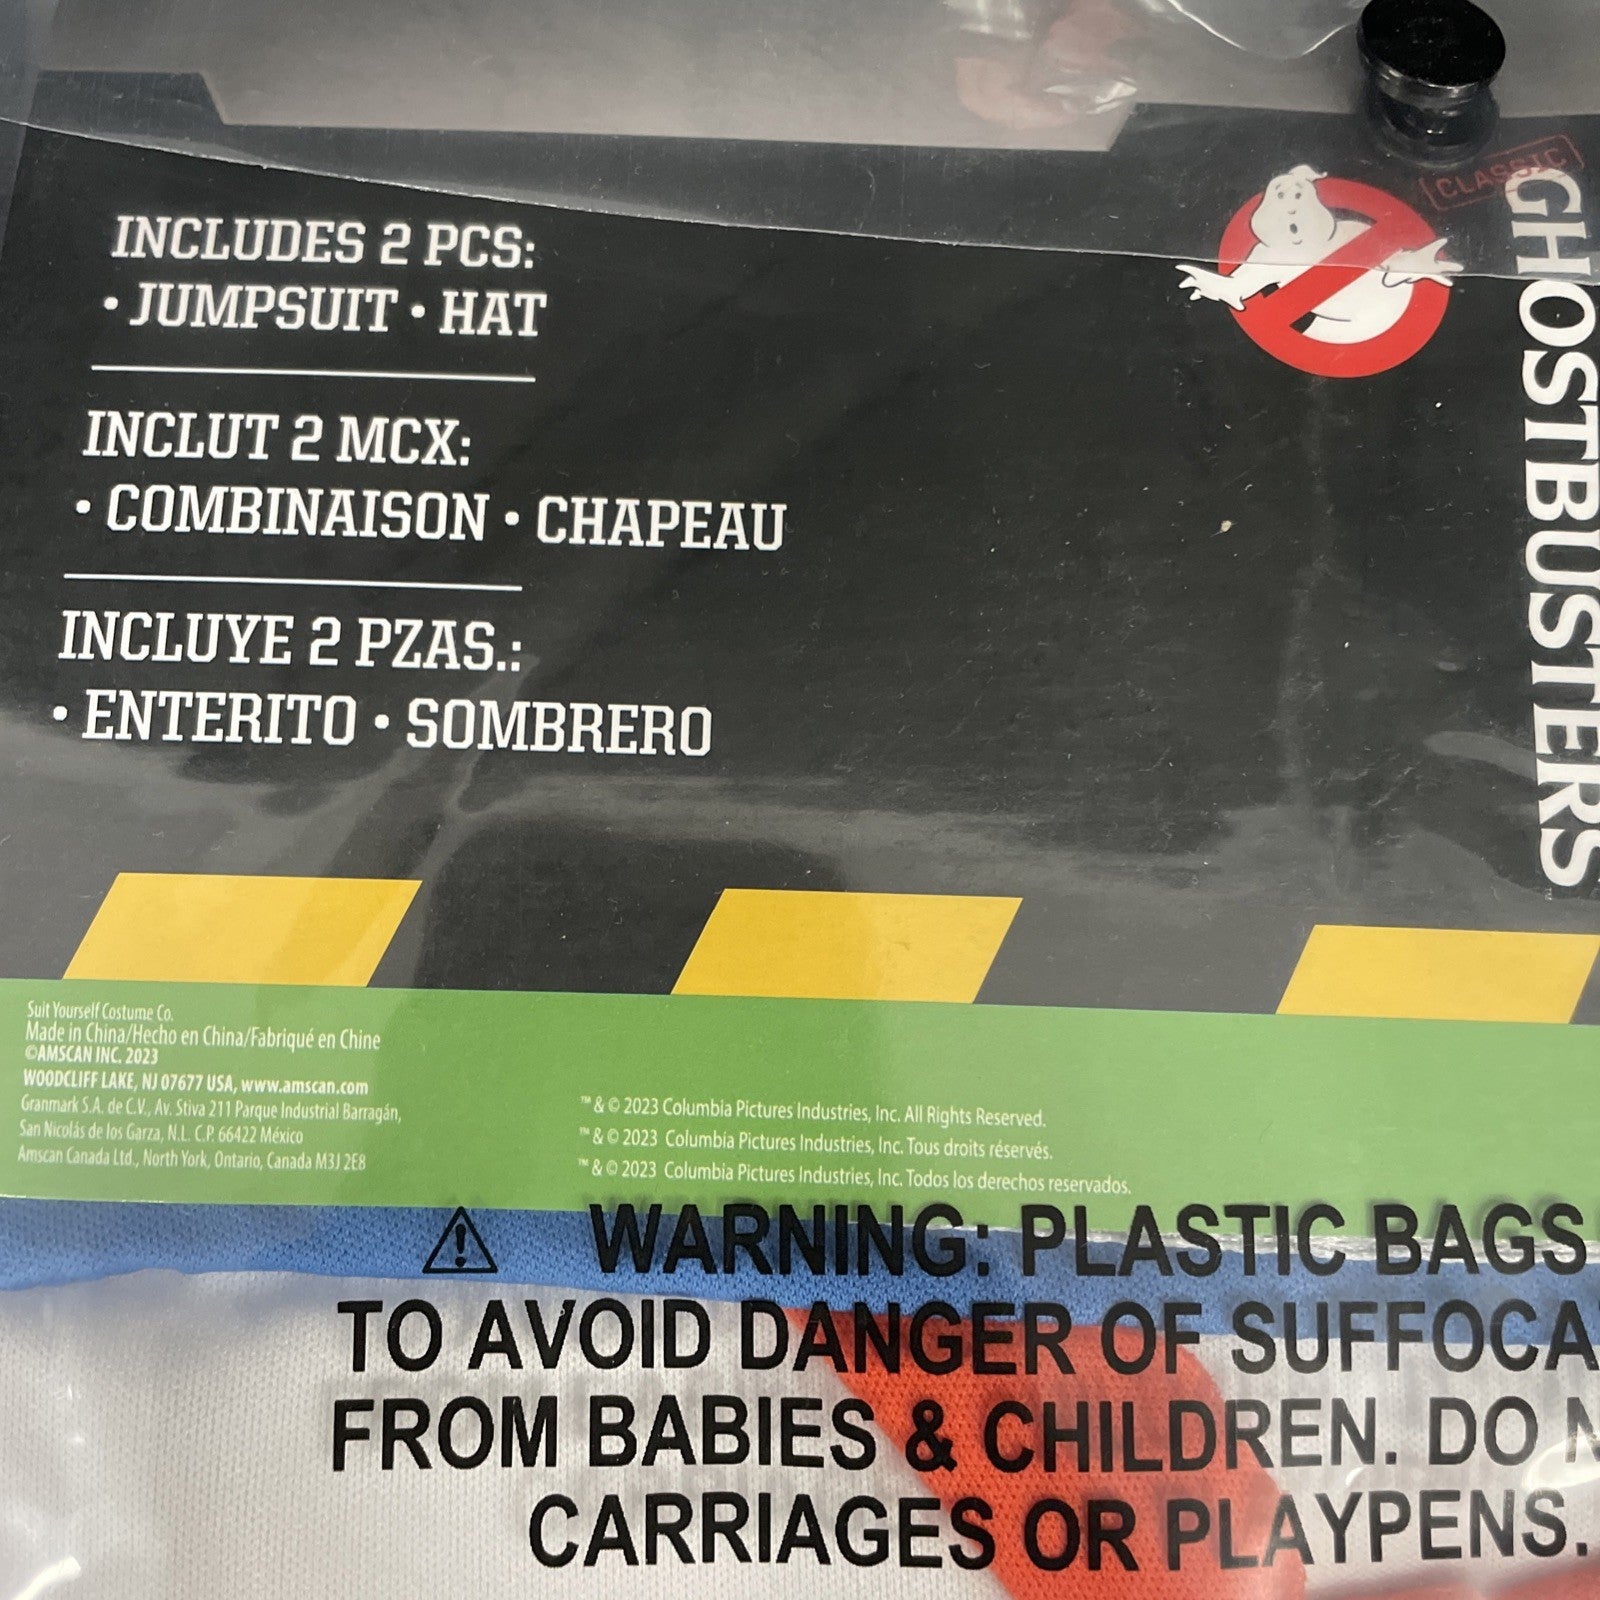 INCLUDES 2 PCS:
• JUMPSUIT • HAT
INCLUT 2 MCX:
• COMBINAISON • CHAPEAU
INCLUYE 2 PZAS.:
• ENTERITO • SOMBRERO
CLASSIC
GHOSTBUSTERS
Suit Yourself Costume Co.
Made in China/Hecho en China/Fabriqué en Chine
©AMSCAN INC. 2023
WOODCLIFF LAKE, NJ 07677 USA, www.amscan.com
Granmark S.A. de C.V., Av. Stiva 211 Parque Industrial Barragán,
San Nicolás de los Garza, N.L. C.P. 66422 México
Amscan Canada Ltd., North York, Ontario, Canada M3J 2E8
™ & © 2023 Columbia Pictures Industries, Inc. All Rights Reserved.
™ & © 2023 Columbia Pictures Industries, Inc. Tous droits réservés.
™ & © 2023 Columbia Pictures Industries, Inc. Todos los derechos reservados.
WARNING: PLASTIC BAGS
TO AVOID DANGER OF SUFFOCA
FROM BABIES & CHILDREN. DO N
CARRIAGES OR PLAYPENS.